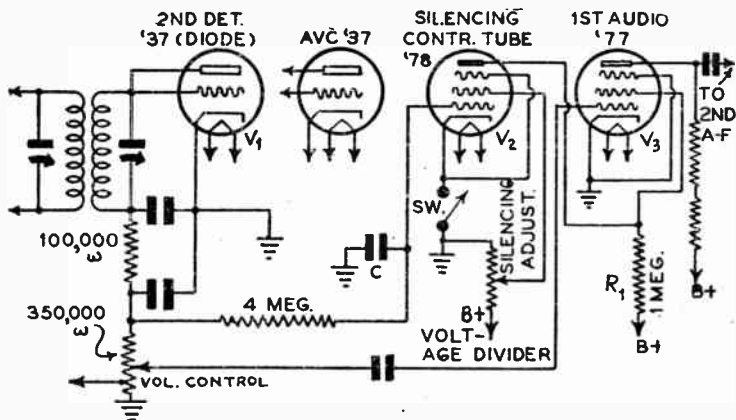 2ND DET.
'37 (DIODE)
AVC '37
SILENCING
CONTR. TUBE
'78
1ST AUDIO
'77
TO
2ND
A-F
V1
V2
V3
SW.
SILENCING
ADJUST.
100,000
ω
C
4 MEG.
350,000
ω
VOL. CONTROL
B+
VOLT-
AGE DIVIDER
R1
1 MEG.
B+
B+